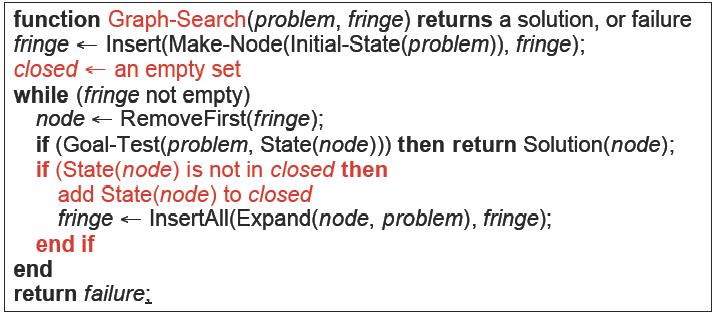 function Graph-Search(problem, fringe) returns a solution, or failure
fringe ← Insert(Make-Node(Initial-State(problem)), fringe);
closed ← an empty set
while (fringe not empty)
node ← RemoveFirst(fringe);
if (Goal-Test(problem, State(node))) then return Solution(node);
if (State(node) is not in closed then
add State(node) to closed
fringe ← InsertAll(Expand(node, problem), fringe);
end if
end
return failure;